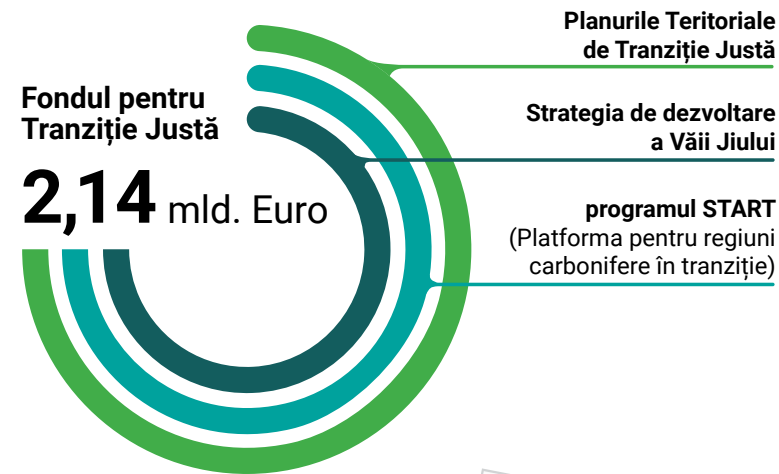 Fondul pentru
Tranziție Justă
2,14 mld. Euro
Planurile Teritoriale
de Tranziție Justă
Strategia de dezvoltare
a Văii Jiului
programul START
(Platforma pentru regiuni
carbonifere în tranziție)